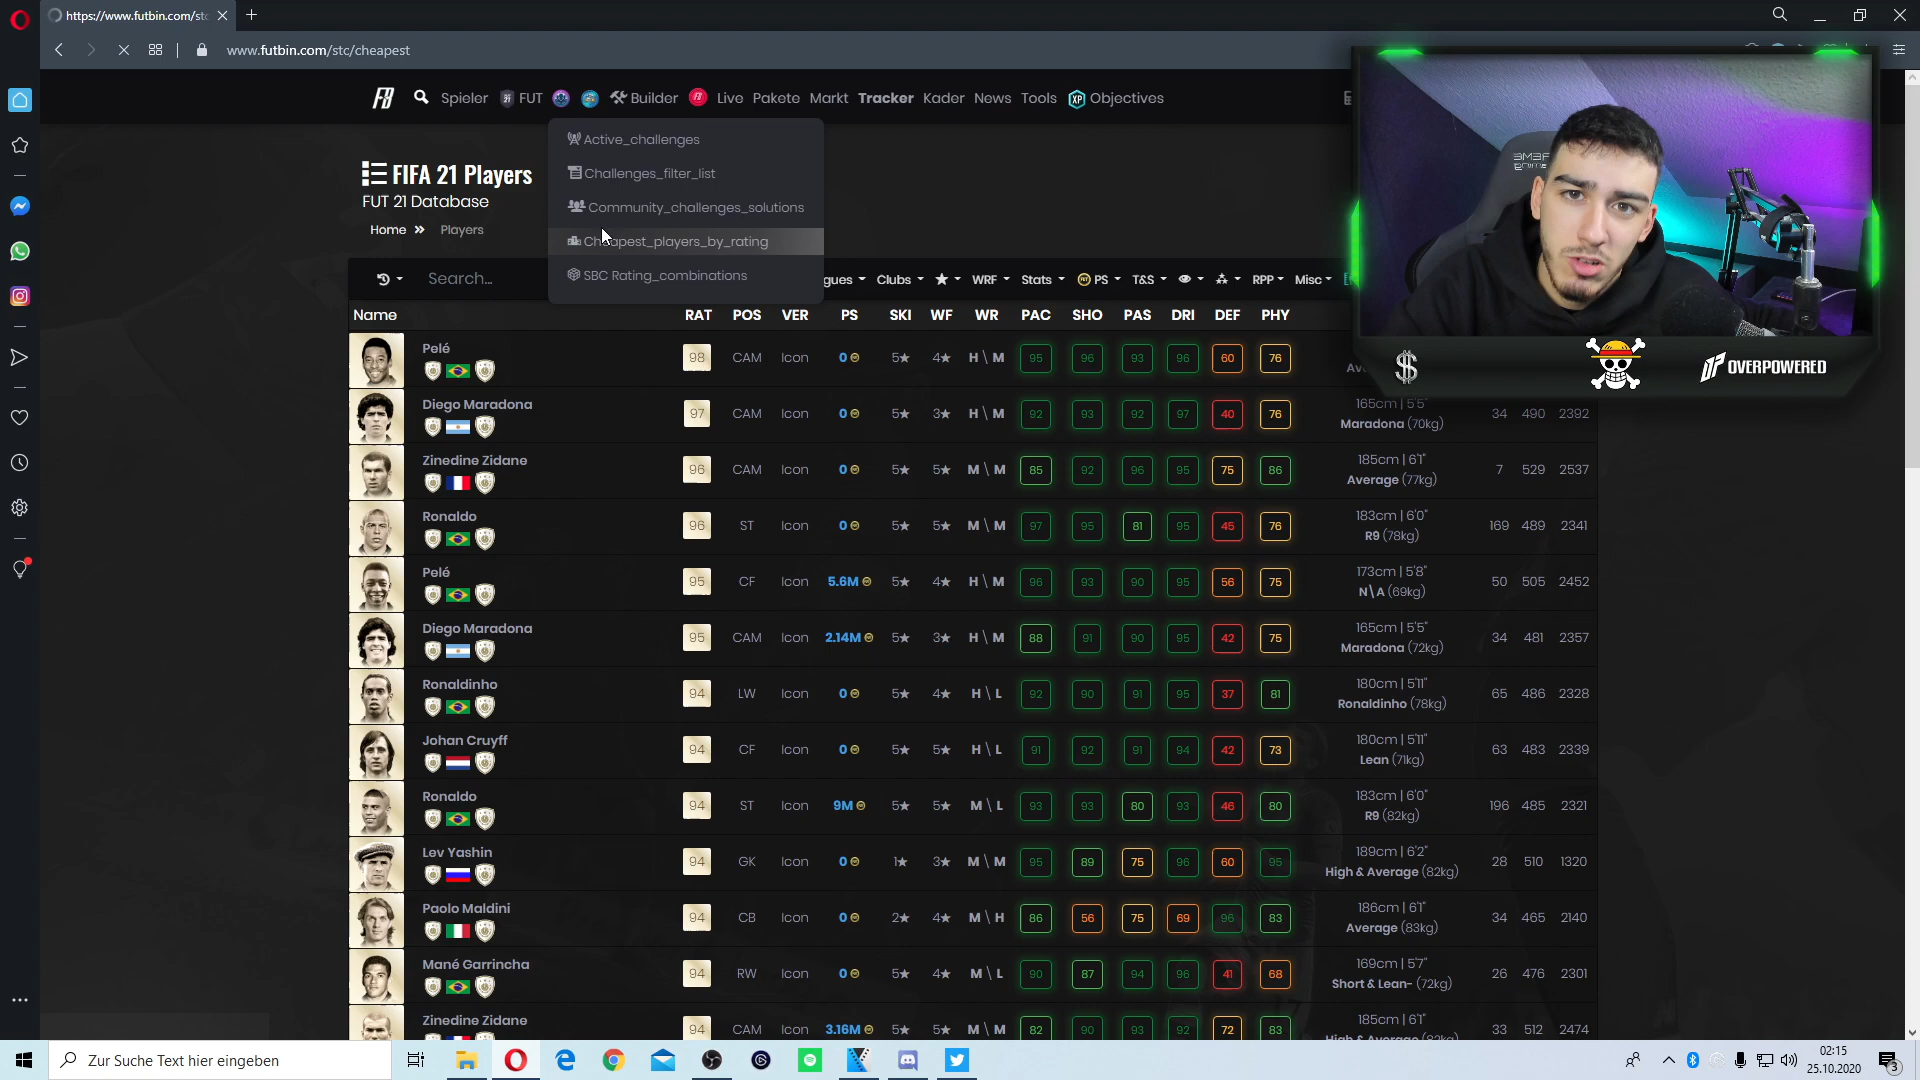 https://www.futbin.com/stc
www.futbin.com/stc/cheapest
Spieler FUT Builder Live Pakete Markt Tracker Kader News Tools XP Objectives
Active_challenges
Challenges_filter_list
Community_challenges_solutions
Cheapest_players_by_rating
SBC Rating_combinations
FIFA 21 Players
FUT 21 Database
Home » Players
Search... gues Clubs WRF Stats PS T&S RPP Misc
Name RAT POS VER PS SKI WF WR PAC SHO PAS DRI DEF PHY
Pelé 98 CAM Icon 0 5★ 4★ H \ M 95 96 93 96 60 76
Diego Maradona 97 CAM Icon 0 5★ 3★ H \ M 92 93 92 97 40 76 165cm | 5'5" Maradona (70kg) 34 490 2392
Zinedine Zidane 96 CAM Icon 0 5★ 5★ M \ M 85 92 96 95 75 86 185cm | 6'1" Average (77kg) 7 529 2537
Ronaldo 96 ST Icon 0 5★ 5★ M \ M 97 95 81 95 45 76 183cm | 6'0" R9 (78kg) 169 489 2341
Pelé 95 CF Icon 5.6M 5★ 4★ H \ M 96 93 90 95 56 75 173cm | 5'8" N\A (69kg) 50 505 2452
Diego Maradona 95 CAM Icon 2.14M 5★ 3★ H \ M 88 91 90 95 42 75 165cm | 5'5" Maradona (72kg) 34 481 2357
Ronaldinho 94 LW Icon 0 5★ 4★ H \ L 92 90 91 95 37 81 180cm | 5'11" Ronaldinho (78kg) 65 486 2328
Johan Cruyff 94 CF Icon 0 5★ 5★ H \ L 91 92 91 94 42 73 180cm | 5'11" Lean (71kg) 63 483 2339
Ronaldo 94 ST Icon 9M 5★ 5★ M \ L 93 93 80 93 46 80 183cm | 6'0" R9 (82kg) 196 485 2321
Lev Yashin 94 GK Icon 0 1★ 3★ M \ M 95 89 75 96 60 95 189cm | 6'2" High & Average (82kg) 28 510 1320
Paolo Maldini 94 CB Icon 0 2★ 4★ M \ H 86 56 75 69 96 83 186cm | 6'1" Average (83kg) 34 465 2140
Mané Garrincha 94 RW Icon 0 5★ 4★ M \ L 90 87 94 96 41 68 169cm | 5'7" Short & Lean- (72kg) 26 476 2301
Zinedine Zidane 94 CAM Icon 3.16M 5★ 5★ M \ M 82 90 93 92 72 83 185cm | 6'1" 33 512 2474
OVERPOWERED
Zur Suche Text hier eingeben
02:15
25.10.2020
3